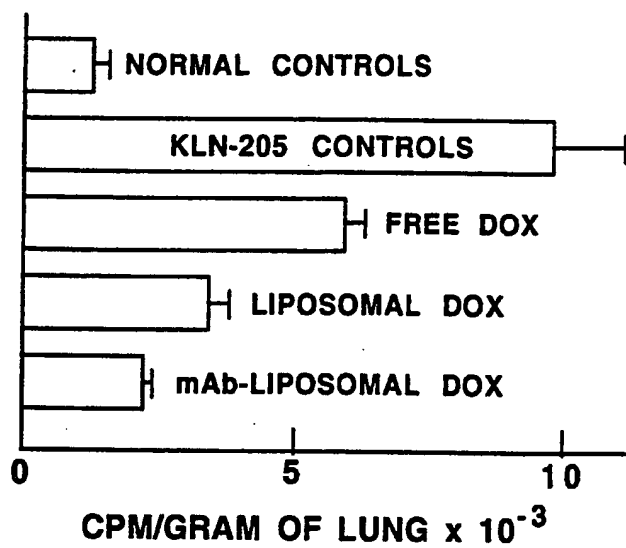 NORMAL CONTROLS
KLN-205 CONTROLS
FREE DOX
LIPOSOMAL DOX
mAb-LIPOSOMAL DOX
0 5 10
CPM/GRAM OF LUNG x 10⁻³